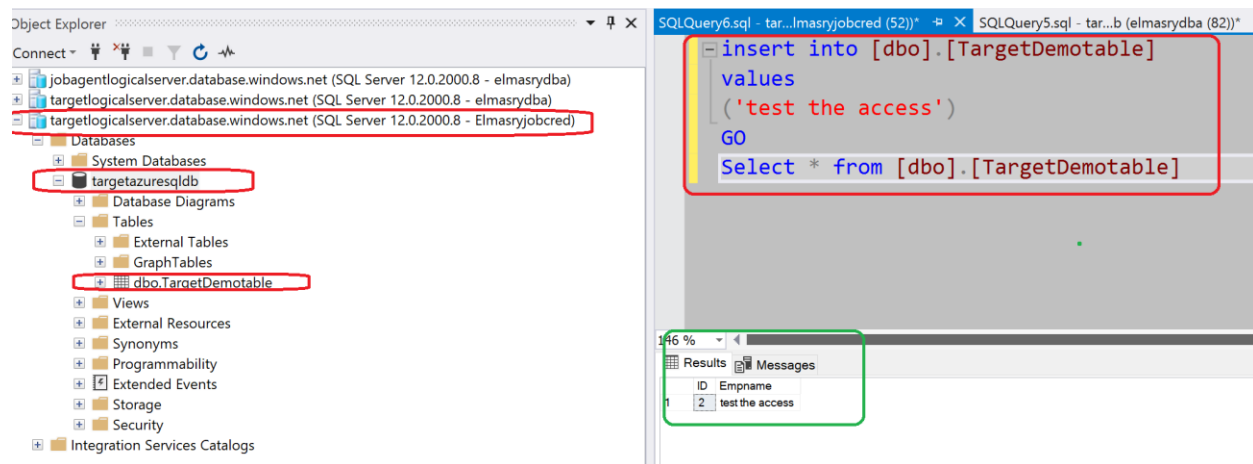 Object Explorer
Connect
jobagentlogicalserver.database.windows.net (SQL Server 12.0.2000.8 - elmasrydba)
targetlogicalserver.database.windows.net (SQL Server 12.0.2000.8 - elmasrydba)
targetlogicalserver.database.windows.net (SQL Server 12.0.2000.8 - Elmasryjobcred)
Databases
System Databases
targetazuresqldb
Database Diagrams
Tables
External Tables
GraphTables
dbo.TargetDemotable
Views
External Resources
Synonyms
Programmability
Extended Events
Storage
Security
Integration Services Catalogs
SQLQuery6.sql - tar...lmasryjobcred (52))* SQLQuery5.sql - tar...b (elmasrydba (82))*
insert into [dbo].[TargetDemotable]
values
('test the access')
GO
Select * from [dbo].[TargetDemotable]
146 %
Results Messages
ID Empname
1 2 test the access